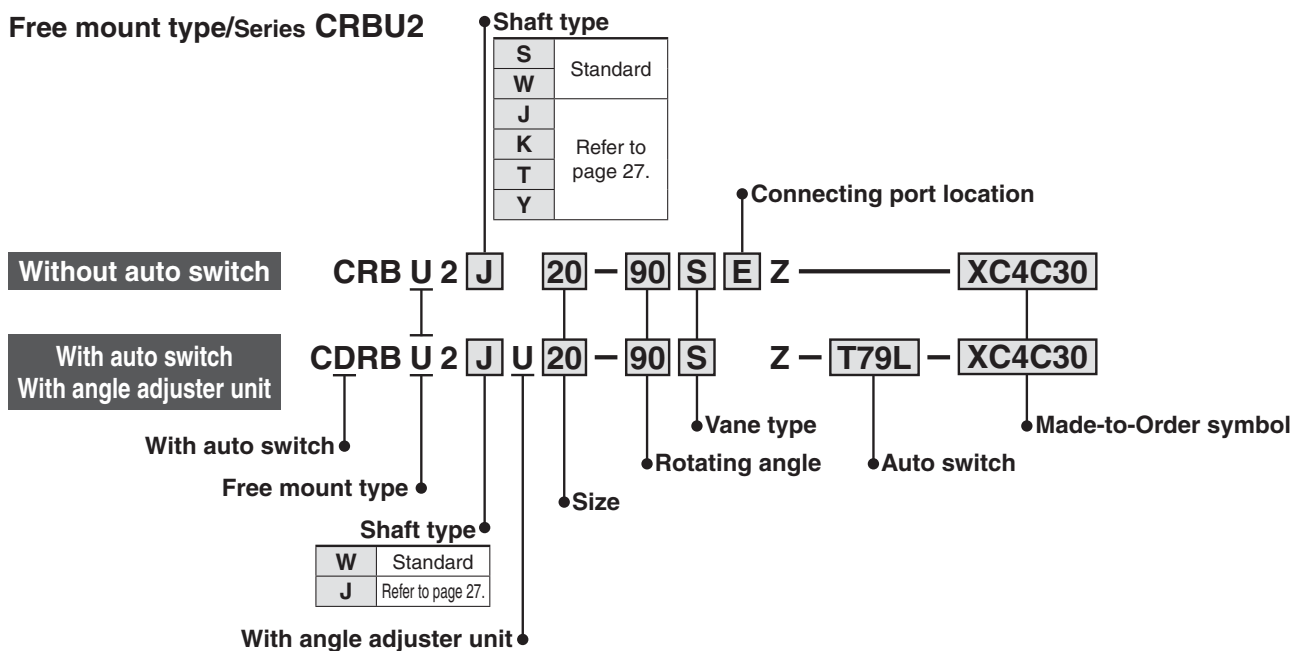 Free mount type/Series CRBU2
Shaft type
S
W
Standard
J
K
T
Y
Refer to
page 27.
Connecting port location
Without auto switch
CRB U 2 J 20 – 90 S E Z — XC4C30
With auto switch
With angle adjuster unit
CDRB U 2 J U 20 – 90 S Z – T79L – XC4C30
With auto switch
Free mount type
Shaft type
W Standard
J Refer to page 27.
With angle adjuster unit
Size
Rotating angle
Vane type
Auto switch
Made-to-Order symbol